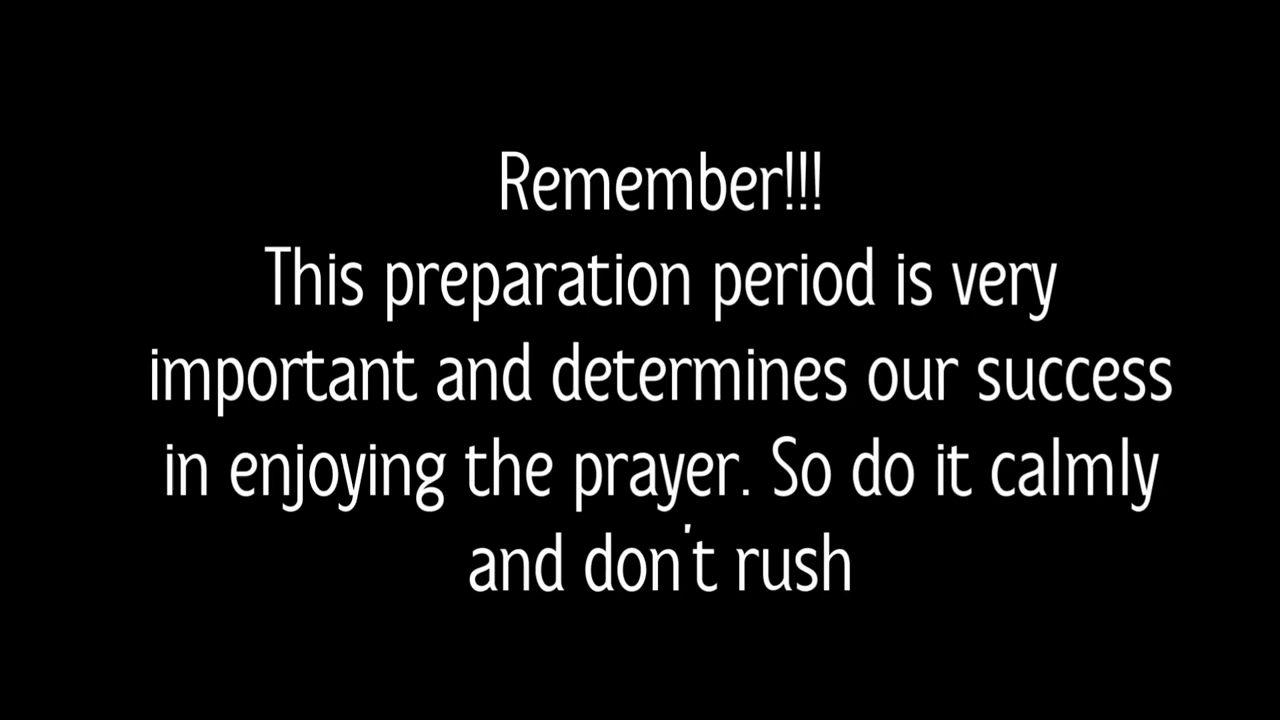 Remember!!!
This preparation period is very
important and determines our success
in enjoying the prayer. So do it calmly
and don't rush